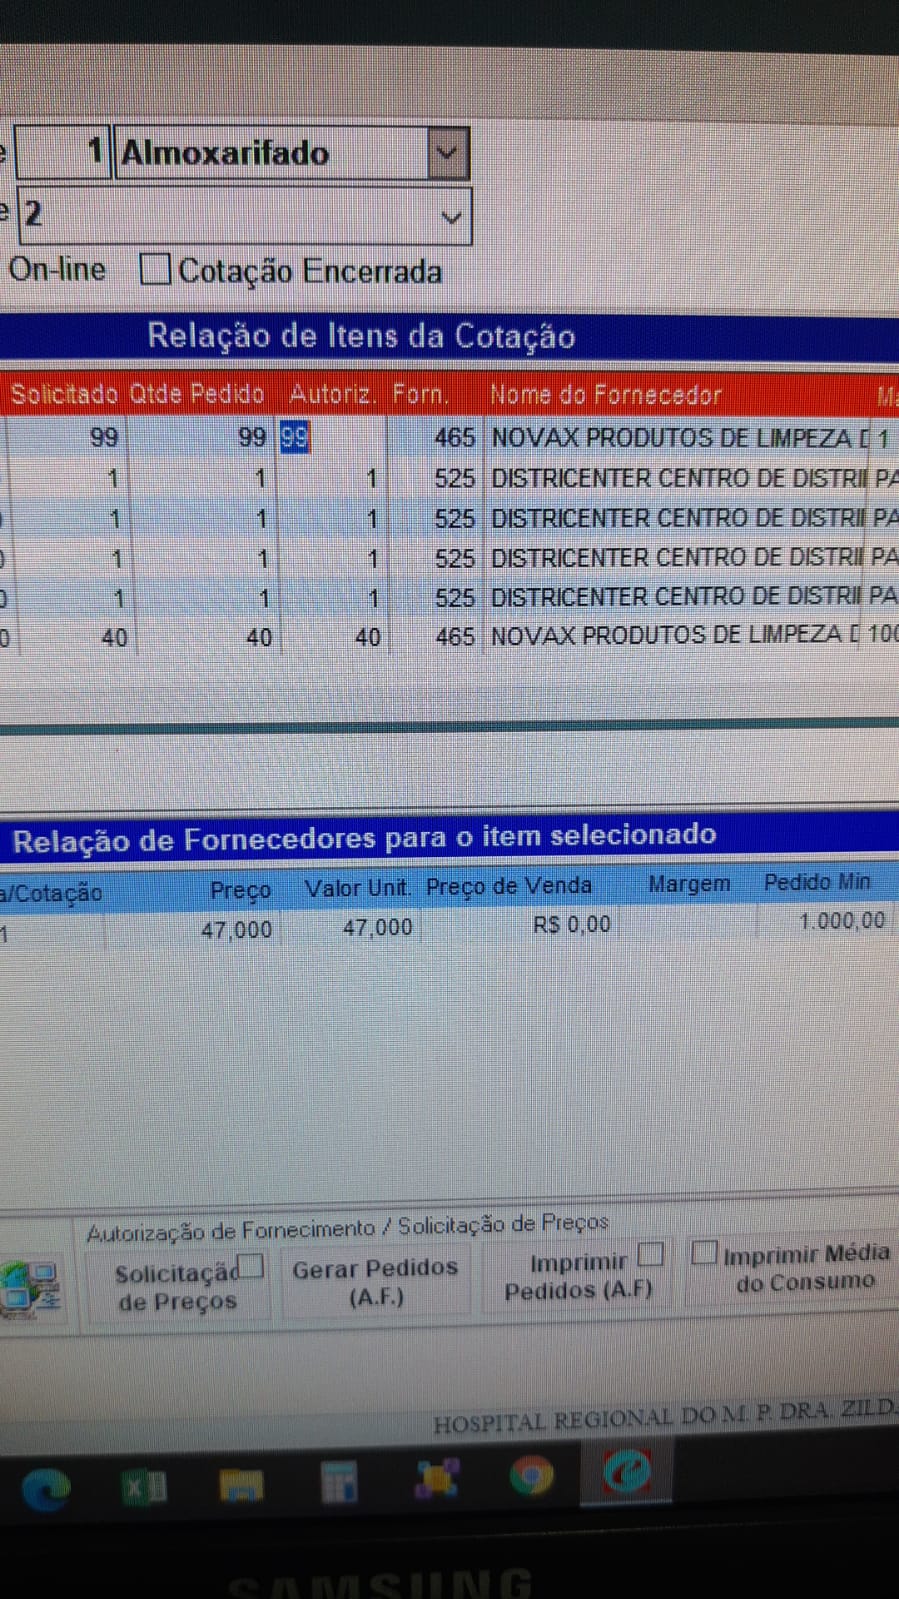 1 Almoxarifado
2
On-line Cotação Encerrada
Relação de Itens da Cotação
Solicitado Qtde Pedido Autoriz. Forn. Nome do Fornecedor
99 99 99 465 NOVAX PRODUTOS DE LIMPEZA D 1
1 1 1 525 DISTRICENTER CENTRO DE DISTRII PA
1 1 1 525 DISTRICENTER CENTRO DE DISTRII PA
1 1 1 525 DISTRICENTER CENTRO DE DISTRII PA
1 1 1 525 DISTRICENTER CENTRO DE DISTRII PA
40 40 40 465 NOVAX PRODUTOS DE LIMPEZA D 100
Relação de Fornecedores para o item selecionado
a/Cotação Preço Valor Unit. Preço de Venda Margem Pedido Min
1 47,000 47,000 R$ 0,00 1.000,00
Autorização de Fornecimento / Solicitação de Preços
Solicitação Gerar Pedidos Imprimir Imprimir Média
de Preços (A.F.) Pedidos (A.F) do Consumo
HOSPITAL REGIONAL DO M. P. DRA. ZILD
SAMSUNG